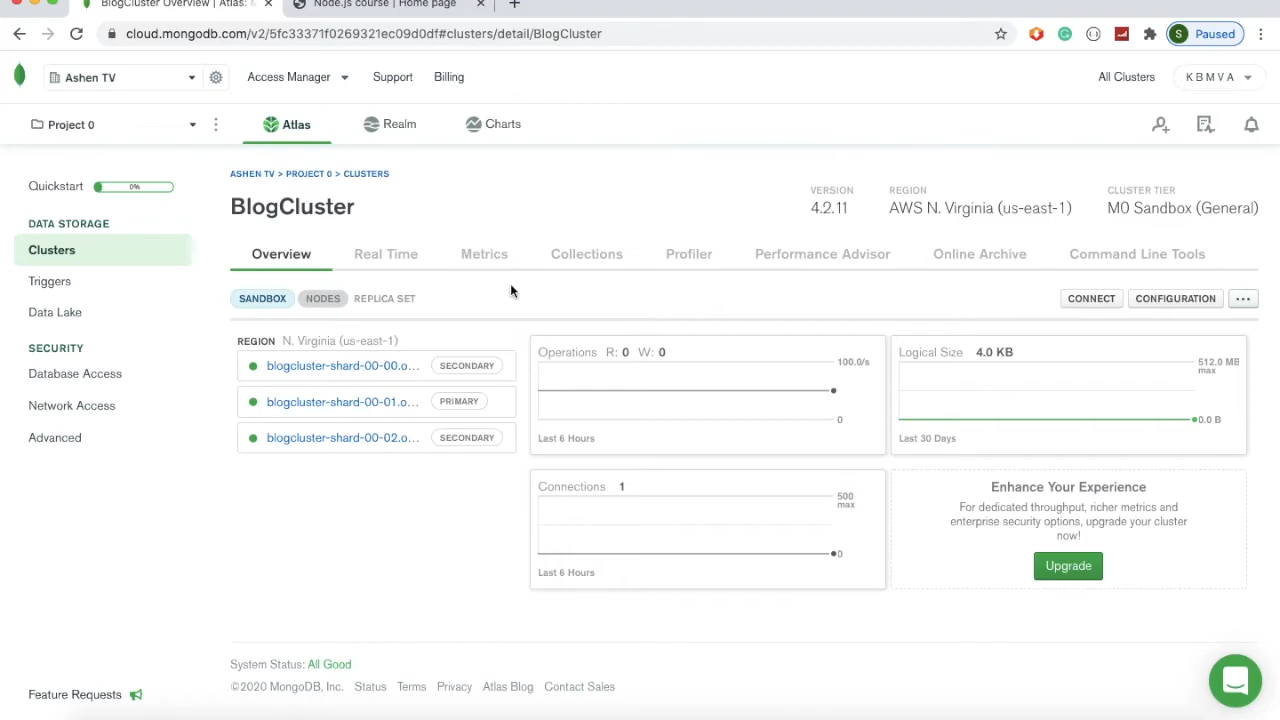 BlogCluster Overview | Atlas:
Node.js course | Home page
cloud.mongodb.com/v2/5fc33371f0269321ec09d0df#clusters/detail/BlogCluster
S Paused
Ashen TV
Access Manager
Support
Billing
All Clusters
K B M V A
Project 0
Atlas
Realm
Charts
Quickstart 0%
DATA STORAGE
Clusters
Triggers
Data Lake
SECURITY
Database Access
Network Access
Advanced
Feature Requests
ASHEN TV > PROJECT 0 > CLUSTERS
BlogCluster
VERSION
4.2.11
REGION
AWS N. Virginia (us-east-1)
CLUSTER TIER
M0 Sandbox (General)
Overview
Real Time
Metrics
Collections
Profiler
Performance Advisor
Online Archive
Command Line Tools
SANDBOX
NODES
REPLICA SET
CONNECT
CONFIGURATION
...
REGION N. Virginia (us-east-1)
blogcluster-shard-00-00.o... SECONDARY
blogcluster-shard-00-01.o... PRIMARY
blogcluster-shard-00-02.o... SECONDARY
Operations R: 0 W: 0
100.0/s
0
Last 6 Hours
Logical Size 4.0 KB
512.0 MB
max
0.0 B
Last 30 Days
Connections 1
500
max
0
Last 6 Hours
Enhance Your Experience
For dedicated throughput, richer metrics and
enterprise security options, upgrade your cluster
now!
Upgrade
System Status: All Good
©2020 MongoDB, Inc. Status Terms Privacy Atlas Blog Contact Sales